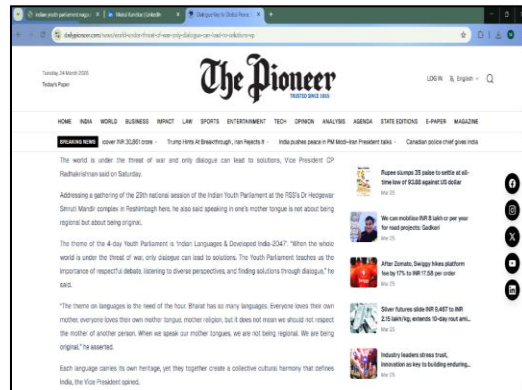 indian youth parliament nagpu
Mokal Kandkar | LinkedIn
Dialogue Key to Global Peace,
dailypioneer.com/news/world-under-threat-of-war-only-dialogue-can-lead-to-solutions-vp
Tuesday, 24 March 2026
Today's Paper
The Pioneer
TRUSTED SINCE 1865
LOG IN
English
HOME INDIA WORLD BUSINESS IMPACT LAW SPORTS ENTERTAINMENT TECH OPINION ANALYSIS AGENDA STATE EDITIONS E-PAPER MAGAZINE
BREAKING NEWS cover INR 30,861 crore - Trump Hints At Breakthrough, Iran Rejects It - India pushes peace in PM Modi-Iran President talks - Canadian police chief gives India
The world is under the threat of war and only dialogue can lead to solutions, Vice President CP
Radhakrishnan said on Saturday.
Addressing a gathering of the 29th national session of the Indian Youth Parliament at the RSS's Dr Hedgewar
Smruti Mandir complex in Reshimbagh here, he also said speaking in one's mother tongue is not about being
regional but about being original.
The theme of the 4-day Youth Parliament is 'Indian Languages & Developed India-2047'. "When the whole
world is under the threat of war, only dialogue can lead to solutions. The Youth Parliament teaches us the
importance of respectful debate, listening to diverse perspectives, and finding solutions through dialogue," he
said.
"The theme on languages is the need of the hour. Bharat has so many languages. Everyone loves their own
mother, everyone loves their own mother tongue, mother religion, but it does not mean we should not respect
the mother of another person. When we speak our mother tongues, we are not being regional. We are being
original," he asserted.
Each language carries its own heritage, yet they together create a collective cultural harmony that defines
India, the Vice President opined.
Rupee slumps 35 paise to settle at all-
time low of 93.88 against US dollar
Mar 25
We can mobilise INR 8 lakh cr per year
for road projects: Gadkari
Mar 25
After Zomato, Swiggy hikes platform
fee by 17% to INR 17.58 per order
Mar 25
Silver futures slide INR 9,467 to INR
2.15 lakh/kg, extends 10-day rout ami...
Mar 25
Industry leaders stress trust,
innovation as key to building enduring...
Mar 25